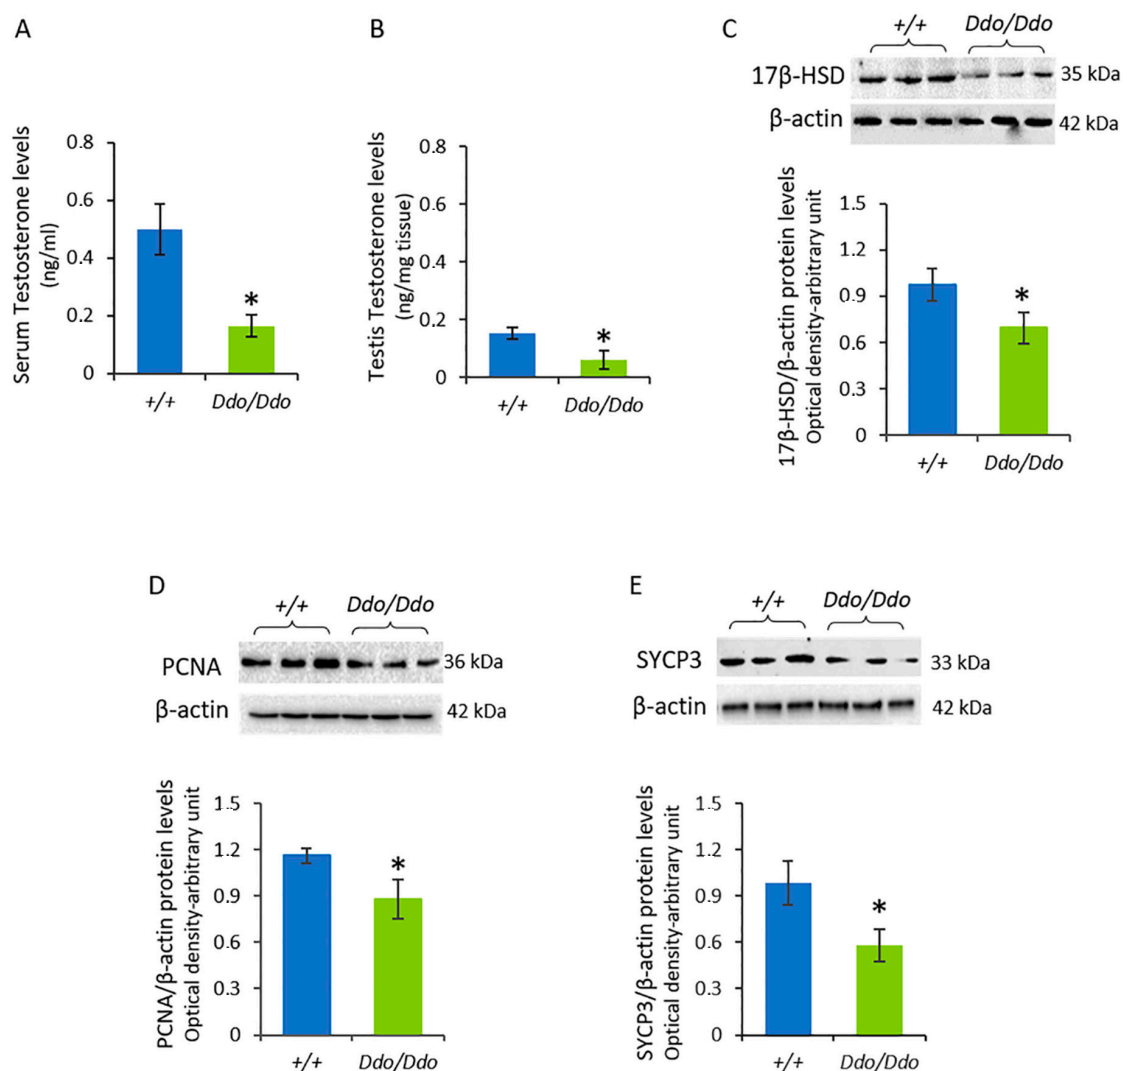 A
Serum Testosterone levels
(ng/ml)
0.8
0.6
0.4
0.2
0
*
+/+
Ddo/Ddo
B
Testis Testosterone levels
(ng/mg tissue)
0.8
0.6
0.4
0.2
0
*
+/+
Ddo/Ddo
C
+/+
Ddo/Ddo
17β-HSD
35 kDa
β-actin
42 kDa
17β-HSD/β-actin protein levels
Optical density-arbitrary unit
1.5
1.2
0.9
0.6
0.3
0
*
+/+
Ddo/Ddo
D
+/+
Ddo/Ddo
PCNA
36 kDa
β-actin
42 kDa
PCNA/β-actin protein levels
Optical density-arbitrary unit
1.5
1.2
0.9
0.6
0.3
0
*
+/+
Ddo/Ddo
E
+/+
Ddo/Ddo
SYCP3
33 kDa
β-actin
42 kDa
SYCP3/β-actin protein levels
Optical density-arbitrary unit
1.5
1.2
0.9
0.6
0.3
0
*
+/+
Ddo/Ddo